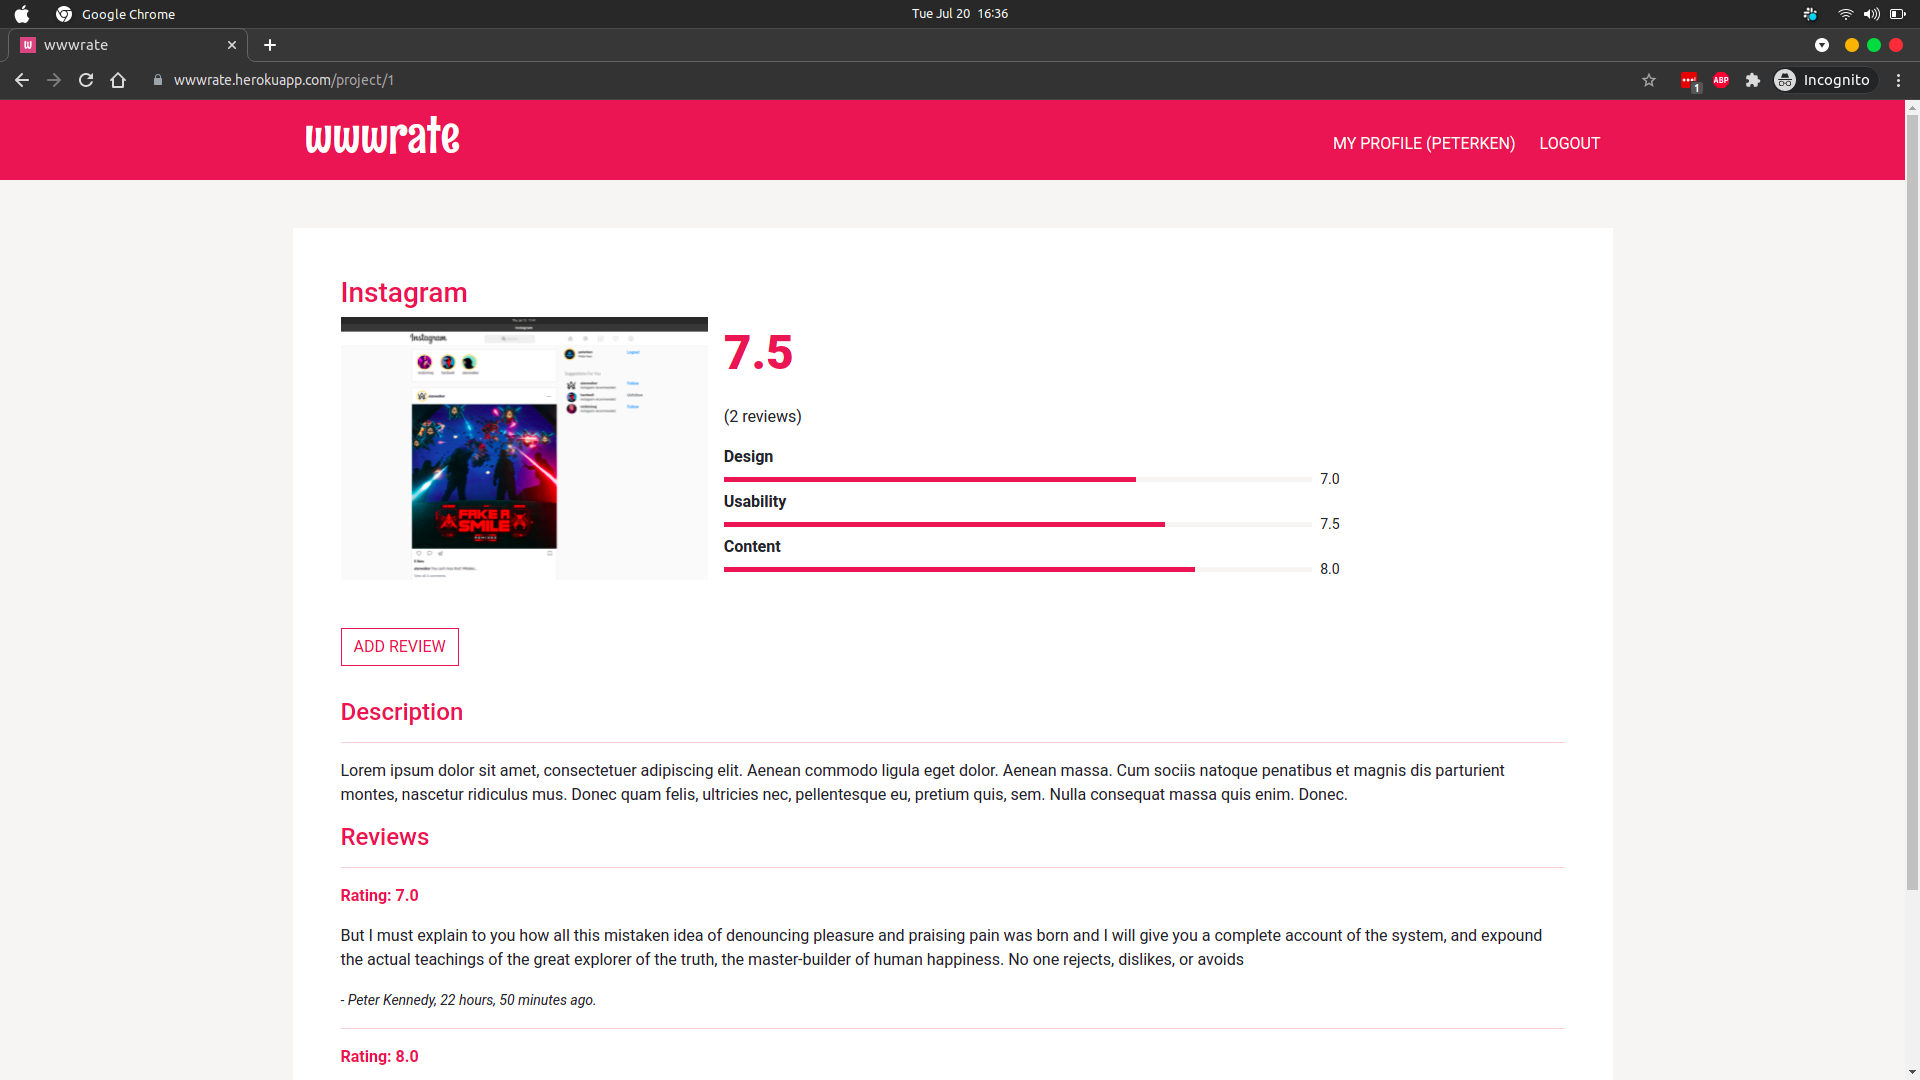 Google Chrome
Tue Jul 20 16:36
W wwwrate
wwwrate.herokuapp.com/project/1
1
ABP
Incognito
wwwrate
MY PROFILE (PETERKEN)
LOGOUT
Instagram
Instagram
FAKE A
SMILE
7.5
(2 reviews)
Design
7.0
Usability
7.5
Content
8.0
ADD REVIEW
Description
Lorem ipsum dolor sit amet, consectetuer adipiscing elit. Aenean commodo ligula eget dolor. Aenean massa. Cum sociis natoque penatibus et magnis dis parturient
montes, nascetur ridiculus mus. Donec quam felis, ultricies nec, pellentesque eu, pretium quis, sem. Nulla consequat massa quis enim. Donec.
Reviews
Rating: 7.0
But I must explain to you how all this mistaken idea of denouncing pleasure and praising pain was born and I will give you a complete account of the system, and expound
the actual teachings of the great explorer of the truth, the master-builder of human happiness. No one rejects, dislikes, or avoids
- Peter Kennedy, 22 hours, 50 minutes ago.
Rating: 8.0